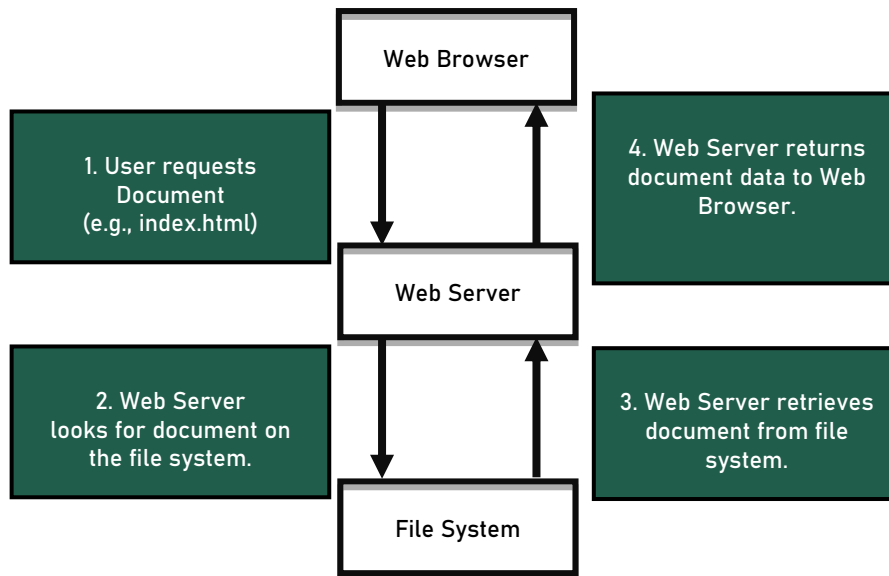 Web Browser
1. User requests
Document
(e.g., index.html)
4. Web Server returns
document data to Web
Browser.
Web Server
2. Web Server
looks for document on
the file system.
3. Web Server retrieves
document from file
system.
File System